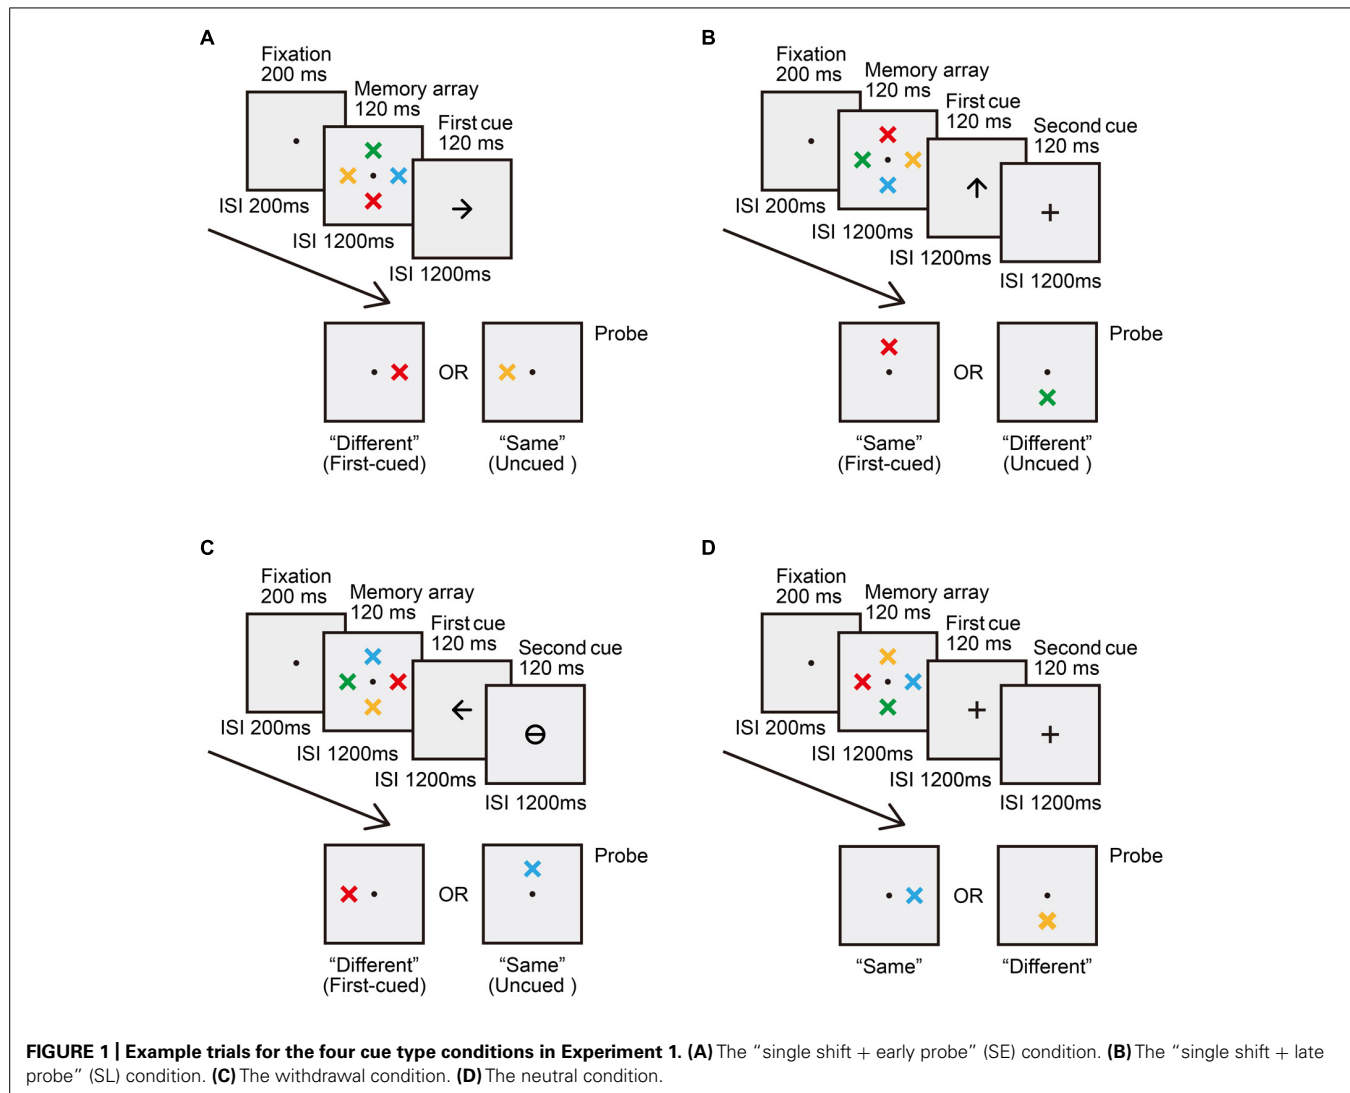 A
Fixation
200 ms
Memory array
120 ms
First cue
120 ms
ISI 200ms
ISI 1200ms
ISI 1200ms
OR
Probe
“Different”
(First-cued)
“Same”
(Uncued )
B
Fixation
200 ms
Memory array
120 ms
First cue
120 ms
Second cue
120 ms
ISI 200ms
ISI 1200ms
ISI 1200ms
ISI 1200ms
OR
Probe
“Same”
(First-cued)
“Different”
(Uncued )
C
Fixation
200 ms
Memory array
120 ms
First cue
120 ms
Second cue
120 ms
ISI 200ms
ISI 1200ms
ISI 1200ms
ISI 1200ms
OR
Probe
“Different”
(First-cued)
“Same”
(Uncued )
D
Fixation
200 ms
Memory array
120 ms
First cue
120 ms
Second cue
120 ms
ISI 200ms
ISI 1200ms
ISI 1200ms
ISI 1200ms
OR
Probe
“Same”
“Different”
FIGURE 1 | Example trials for the four cue type conditions in Experiment 1. (A) The “single shift + early probe” (SE) condition. (B) The “single shift + late
probe” (SL) condition. (C) The withdrawal condition. (D) The neutral condition.